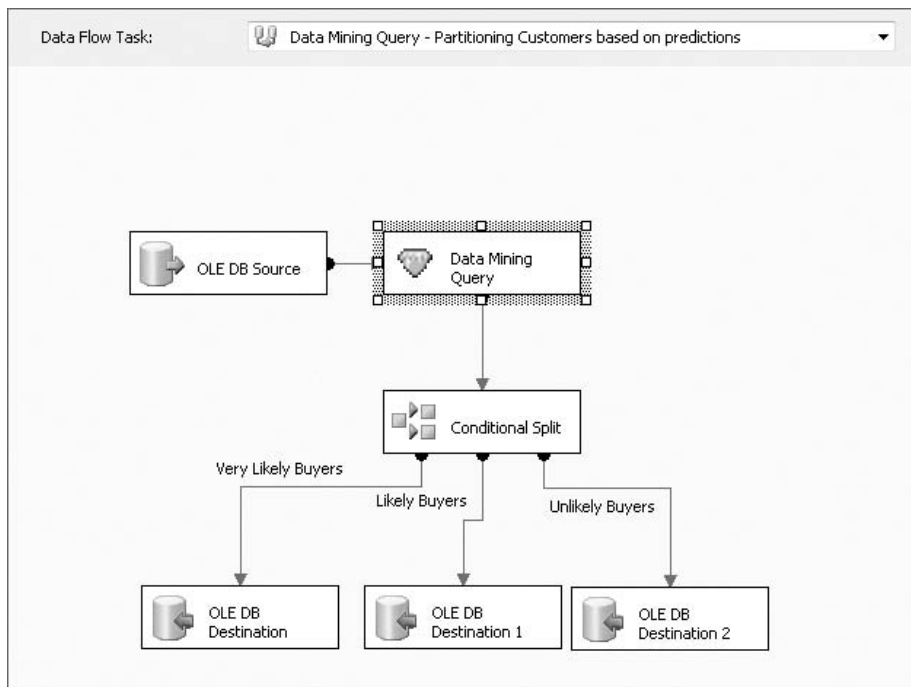 Data Flow Task:
Data Mining Query - Partitioning Customers based on predictions
OLE DB Source
Data Mining
Query
Conditional Split
Very Likely Buyers
Likely Buyers
Unlikely Buyers
OLE DB
Destination
OLE DB
Destination 1
OLE DB
Destination 2